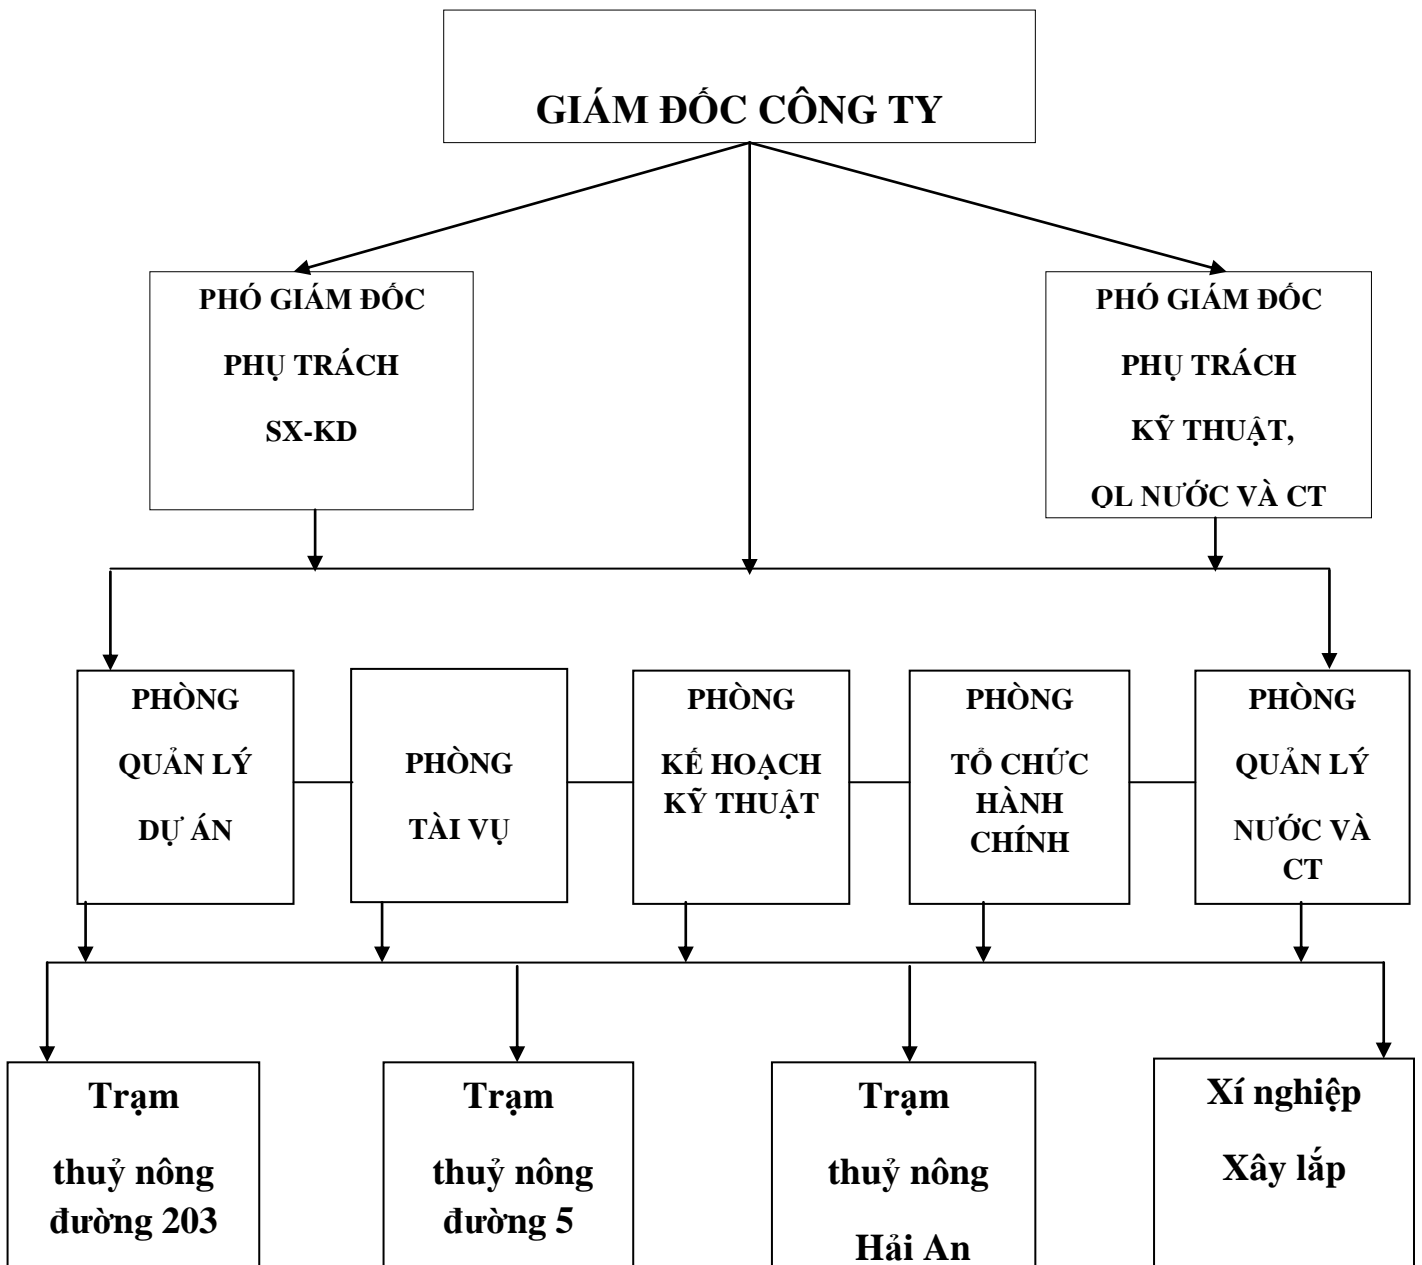 GIÁM ĐỐC CÔNG TY
PHÓ GIÁM ĐỐC
PHỤ TRÁCH
SX-KD
PHÓ GIÁM ĐỐC
PHỤ TRÁCH
KỸ THUẬT,
QL NƯỚC VÀ CT
PHÒNG
QUẢN LÝ
DỰ ÁN
PHÒNG
TÀI VỤ
PHÒNG
KẾ HOẠCH
KỸ THUẬT
PHÒNG
TỔ CHỨC
HÀNH
CHÍNH
PHÒNG
QUẢN LÝ
NƯỚC VÀ
CT
Trạm
thuỷ nông
đường 203
Trạm
thuỷ nông
đường 5
Trạm
thuỷ nông
Hải An
Xí nghiệp
Xây lắp